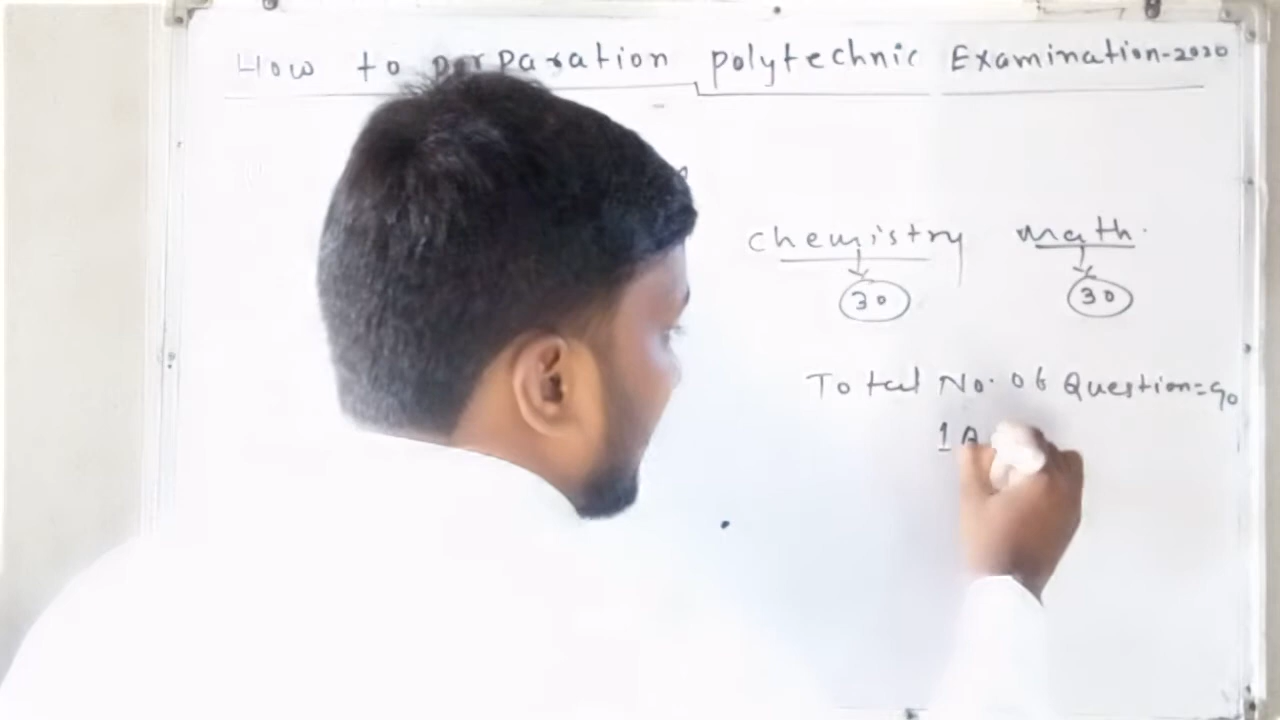 How to perparation polytechnic Examination-2020
chemistry math.
30 30
Total No. Of Question=90
1 A